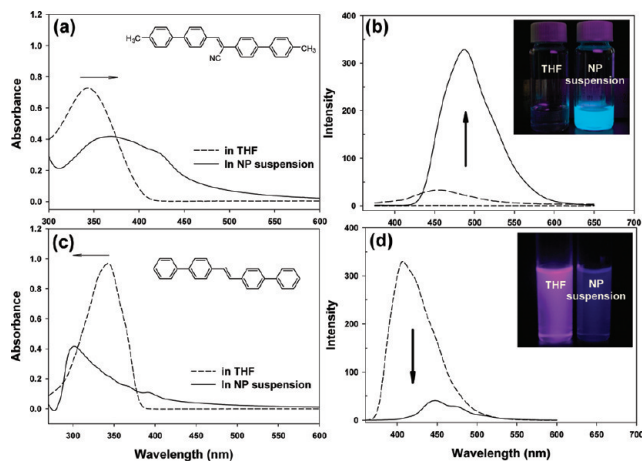 (a)
H₃C
CH₃
NC
in THF
In NP suspension
Absorbance
1.2
1.0
0.8
0.6
0.4
0.2
0.0
300 350 400 450 500 550 600
(b)
THF
NP
suspension
Intensity
350
300
200
100
0
400 450 500 550 600 650 700
(c)
in THF
In NP suspension
Absorbance
1.2
1.0
0.8
0.6
0.4
0.2
0.0
300 350 400 450 500 550 600
Wavelength (nm)
(d)
THF
NP
suspension
Intensity
350
300
200
100
0
400 450 500 550 600 650 700
Wavelength (nm)